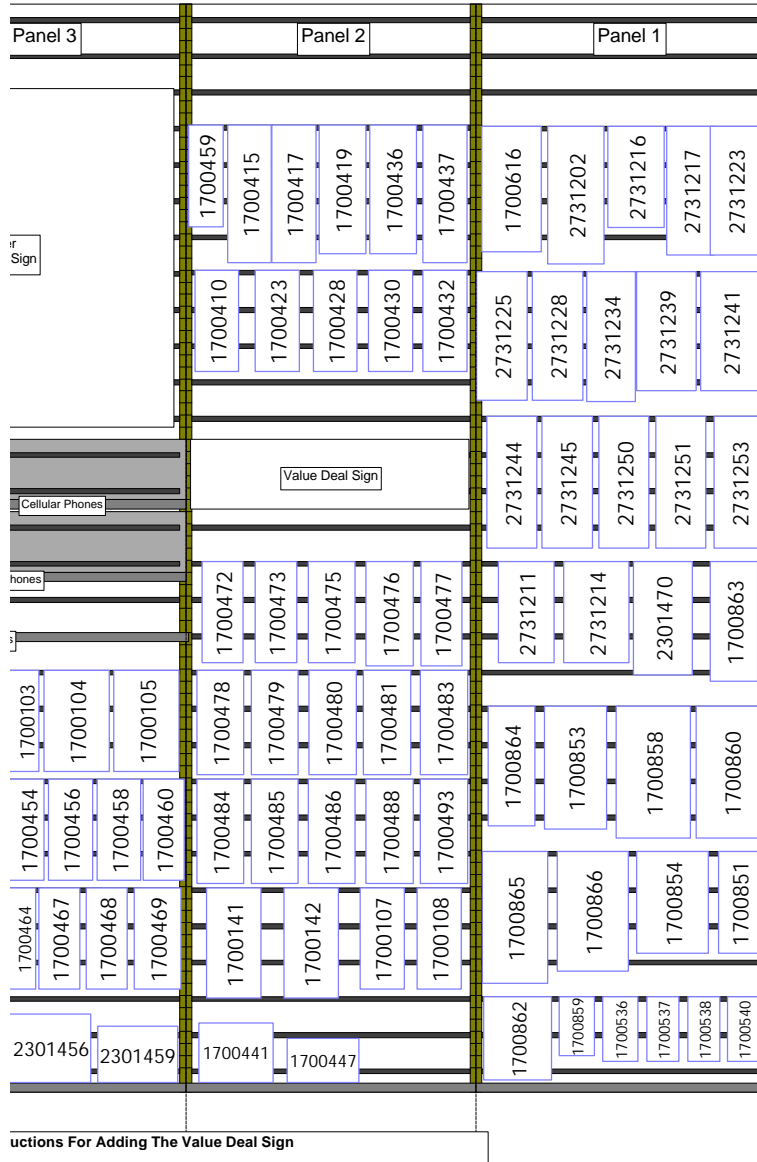 Panel 3 Panel 2 Panel 1
1700459 1700415 1700417 1700419 1700436 1700437 1700616 2731202 2731216 2731217 2731223
er
Sign
1700410 1700423 1700428 1700430 1700432 2731225 2731228 2731234 2731239 2731241
Value Deal Sign
2731244 2731245 2731250 2731251 2731253
Cellular Phones
hones
s
1700472 1700473 1700475 1700476 1700477 2731211 2731214 2301470 1700863
1700103 1700104 1700105 1700478 1700479 1700480 1700481 1700483 1700864 1700853 1700858 1700860
1700454 1700456 1700458 1700460 1700484 1700485 1700486 1700488 1700493
1700464 1700467 1700468 1700469 1700141 1700142 1700107 1700108 1700865 1700866 1700854 1700851
2301456 2301459 1700441 1700447 1700862 1700859 1700536 1700537 1700538 1700540
uctions For Adding The Value Deal Sign